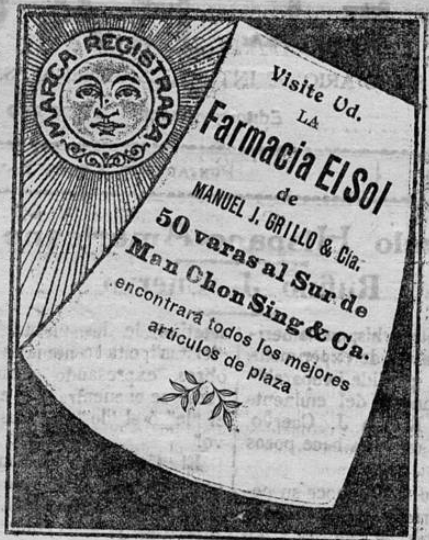 MARCA REGISTRADA
Visite Ud.
LA
Farmacia El Sol
de
MANUEL J. GRILLO & Cía.
50 varas al Sur de
Man Chon Sing & Ca.
encontrará todos los mejores
artículos de plaza